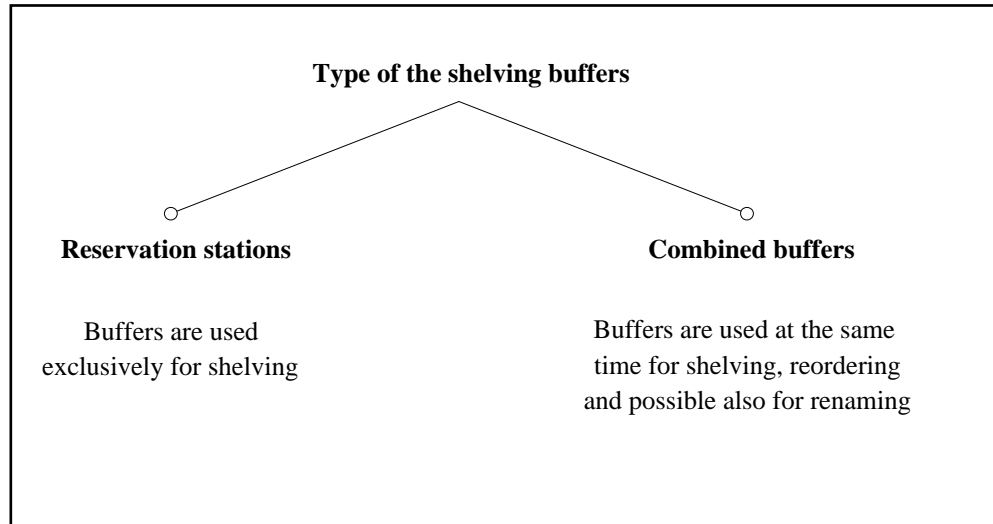 Type of the shelving buffers
Reservation stations
Buffers are used
exclusively for shelving
Combined buffers
Buffers are used at the same
time for shelving, reordering
and possible also for renaming